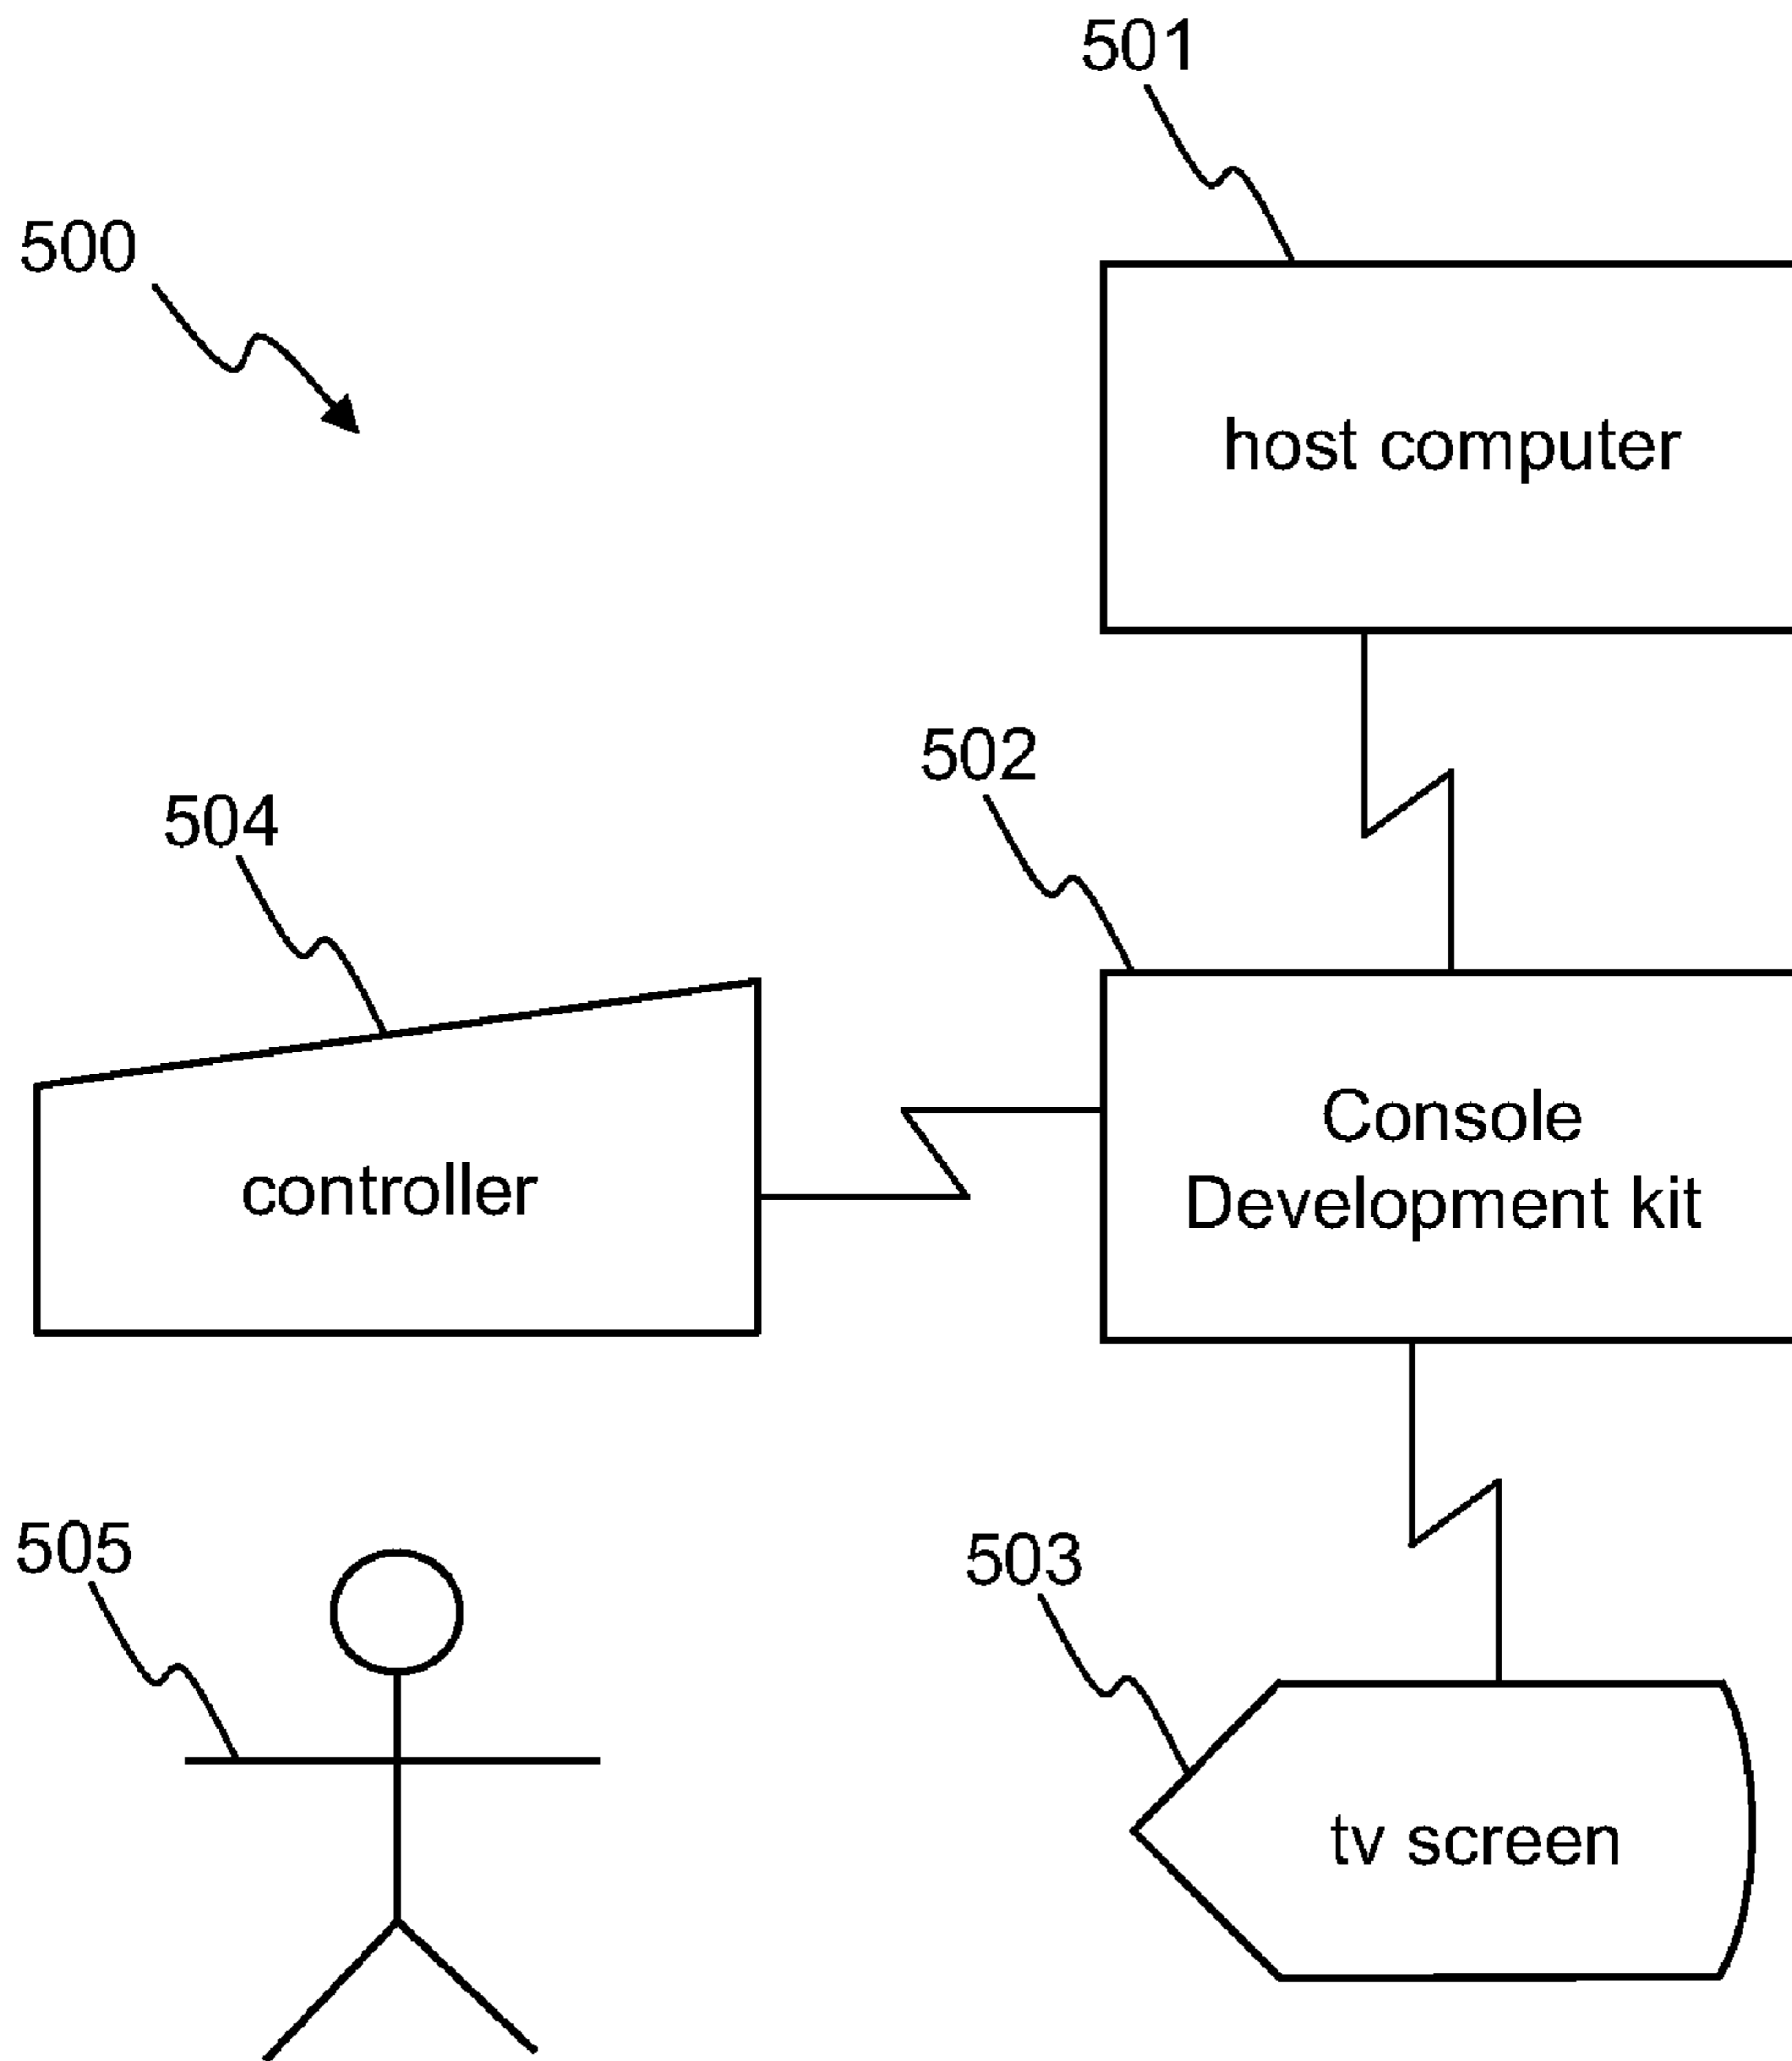 501
500
host computer
502
504
Console
Development kit
controller
505
503
tv screen